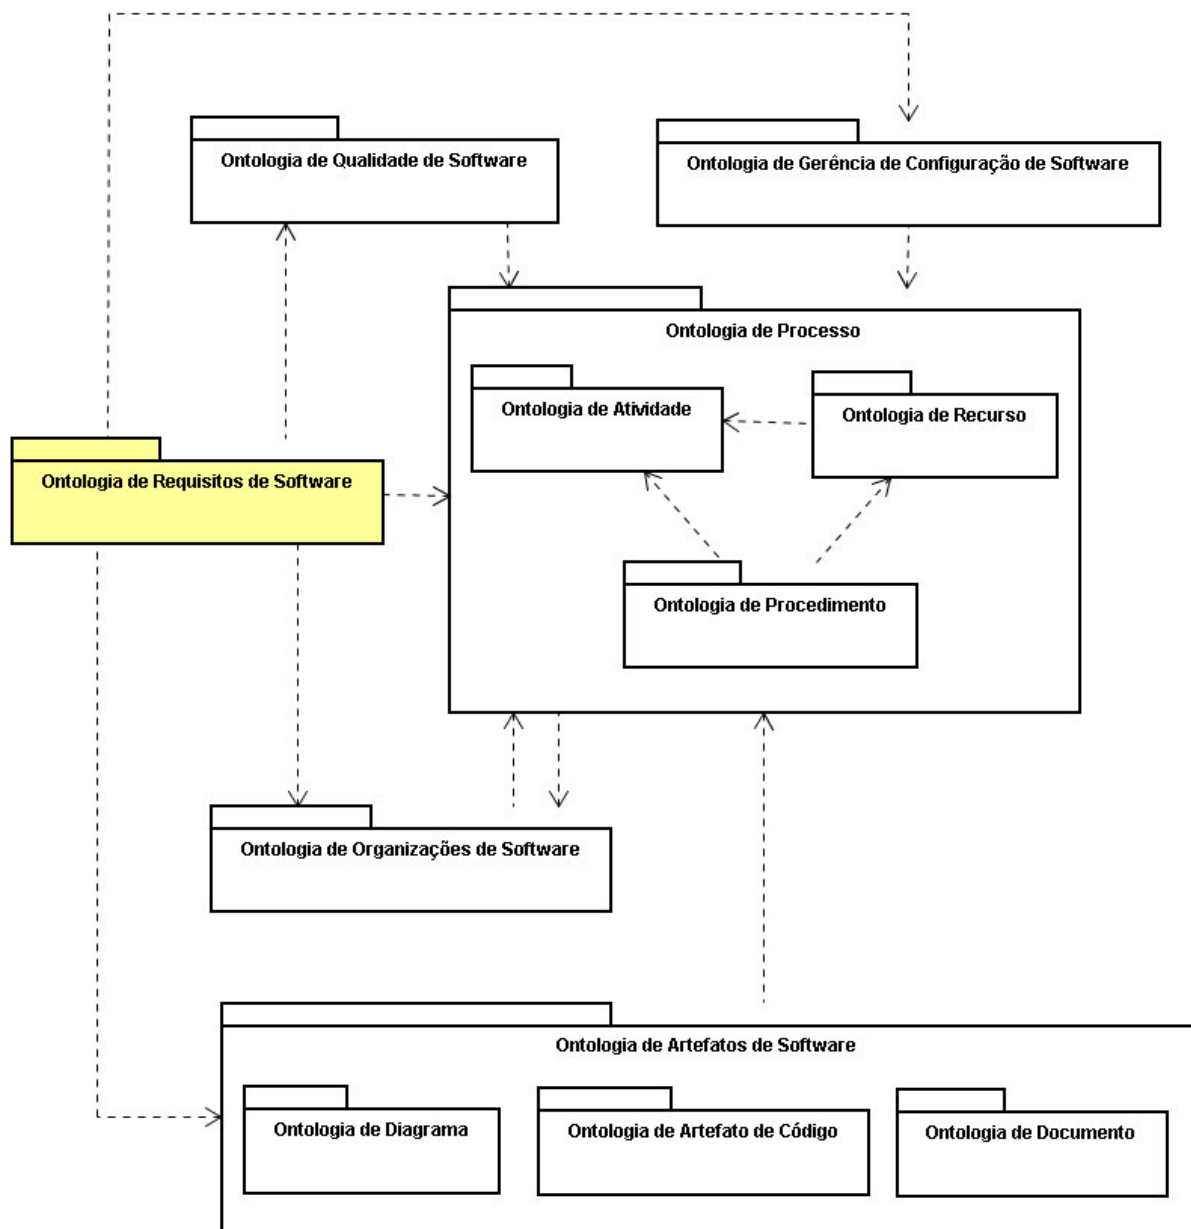 Ontologia de Qualidade de Software
Ontologia de Gerência de Configuração de Software
Ontologia de Processo
Ontologia de Atividade
Ontologia de Recurso
Ontologia de Requisitos de Software
Ontologia de Procedimento
Ontologia de Organizações de Software
Ontologia de Artefatos de Software
Ontologia de Diagrama
Ontologia de Artefato de Código
Ontologia de Documento